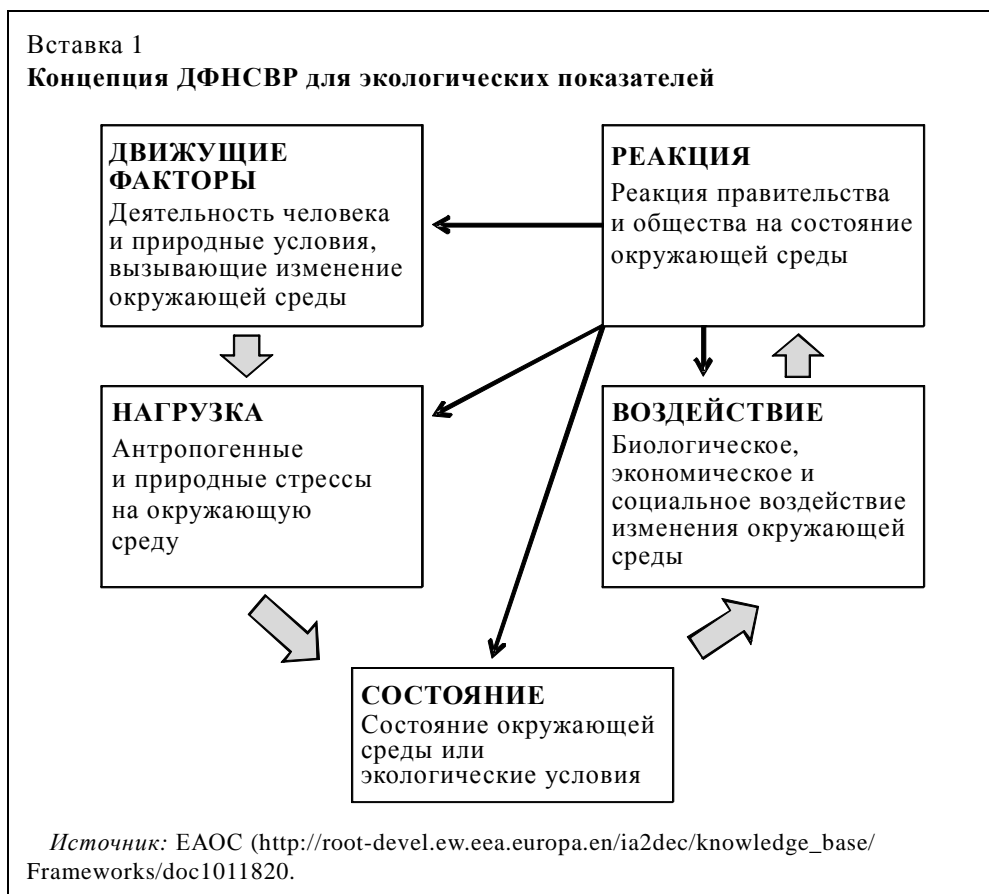 Вставка 1
Концепция ДФНСВР для экологических показателей
ДВИЖУЩИЕ
ФАКТОРЫ
Деятельность человека
и природные условия,
вызывающие изменение
окружающей среды
РЕАКЦИЯ
Реакция правительства
и общества на состояние
окружающей среды
НАГРУЗКА
Антропогенные
и природные стрессы
на окружающую
среду
ВОЗДЕЙСТВИЕ
Биологическое,
экономическое и
социальное воздействие
изменения окружающей
среды
СОСТОЯНИЕ
Состояние окружающей
среды или
экологические условия
Источник: ЕАОС (http://root-devel.ew.eea.europa.en/ia2dec/knowledge_base/
Frameworks/doc1011820.